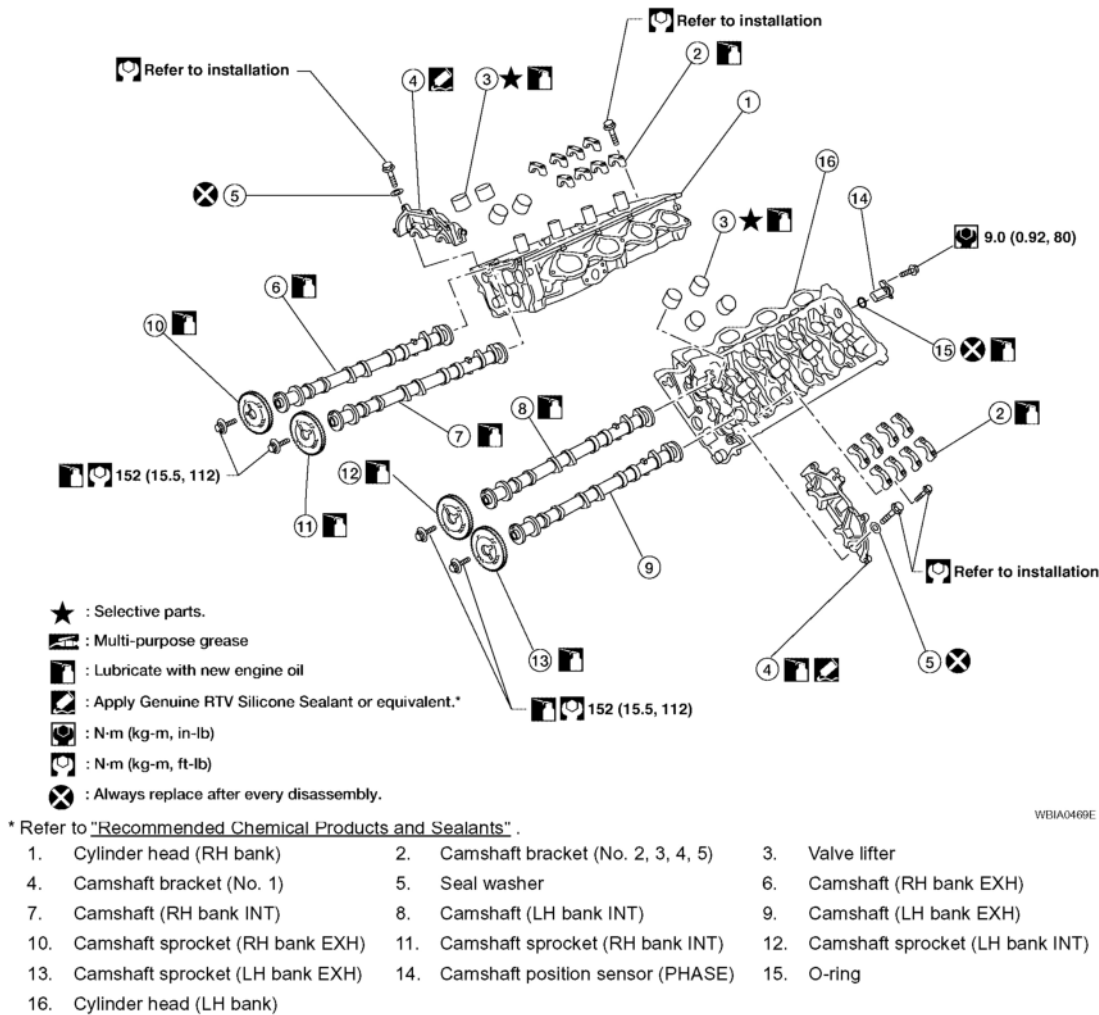 Refer to installation
2
Refer to installation
4
3
1
16
5
3
14
9.0 (0.92, 80)
6
10
15
8
2
7
152 (15.5, 112)
12
11
9
Refer to installation
: Selective parts.
: Multi-purpose grease
13
4
5
: Lubricate with new engine oil
: Apply Genuine RTV Silicone Sealant or equivalent.*
152 (15.5, 112)
: N·m (kg-m, in-lb)
: N·m (kg-m, ft-lb)
: Always replace after every disassembly.
WBIA0469E
* Refer to "Recommended Chemical Products and Sealants" .
1. Cylinder head (RH bank) 2. Camshaft bracket (No. 2, 3, 4, 5) 3. Valve lifter
4. Camshaft bracket (No. 1) 5. Seal washer 6. Camshaft (RH bank EXH)
7. Camshaft (RH bank INT) 8. Camshaft (LH bank INT) 9. Camshaft (LH bank EXH)
10. Camshaft sprocket (RH bank EXH) 11. Camshaft sprocket (RH bank INT) 12. Camshaft sprocket (LH bank INT)
13. Camshaft sprocket (LH bank EXH) 14. Camshaft position sensor (PHASE) 15. O-ring
16. Cylinder head (LH bank)